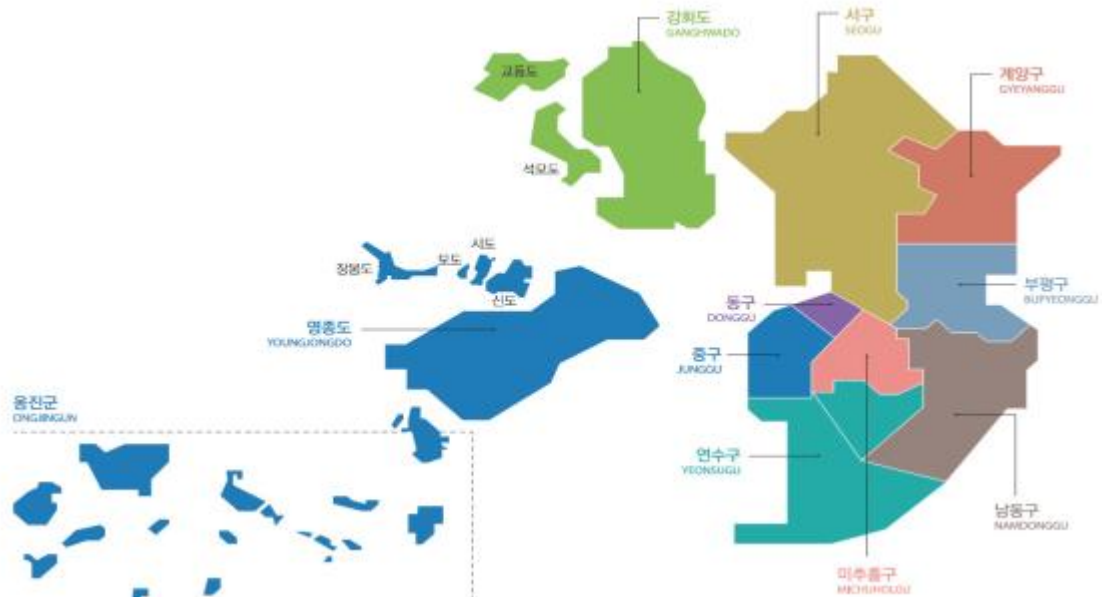 강화도
GANGHWADO
서구
SEOGU
교동도
계양구
GYEYANGGU
석모도
시도
장봉도
모도
신도
부평구
BUPYEONGGU
동구
DONGGU
영종도
YOUNGJONGDO
중구
JUNGGU
옹진군
ONGJINGUN
연수구
YEONSUGU
남동구
NAMDONGGU
미추홀구
MICHUHOLGU